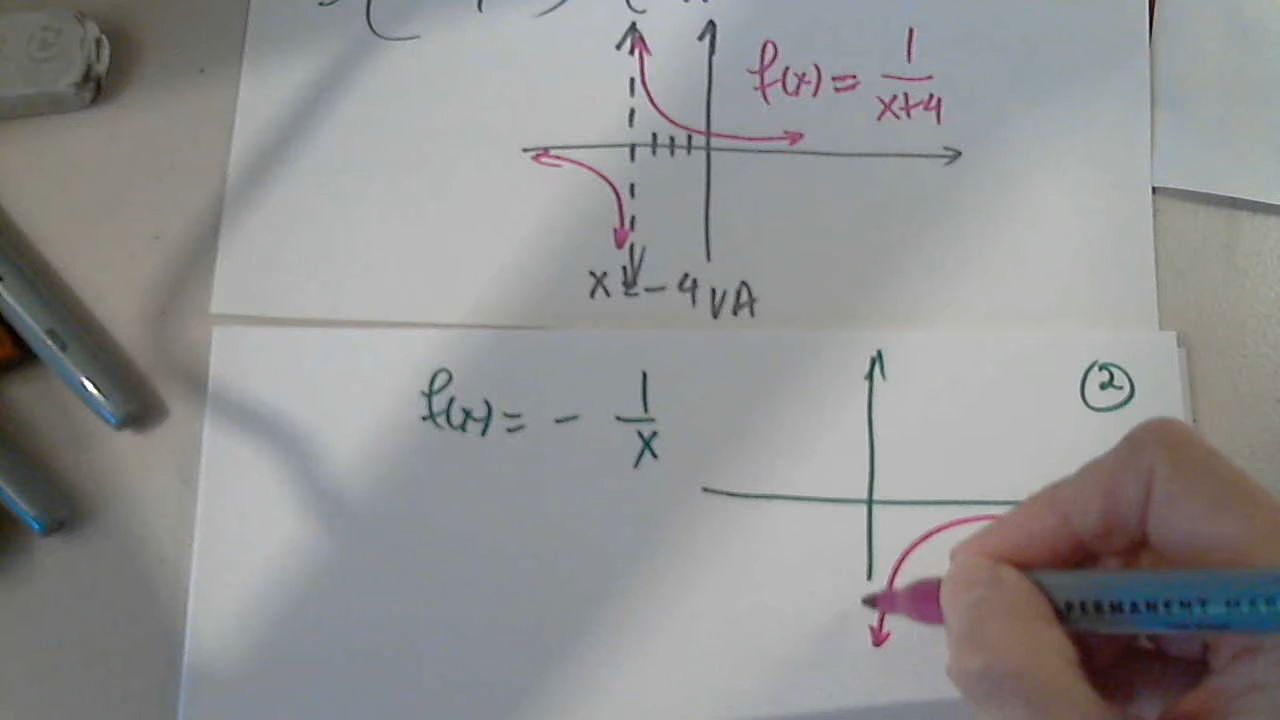 f(x) = 1/x+4
x = -4 VA
f(x) = - 1/x
②
PERMANENT